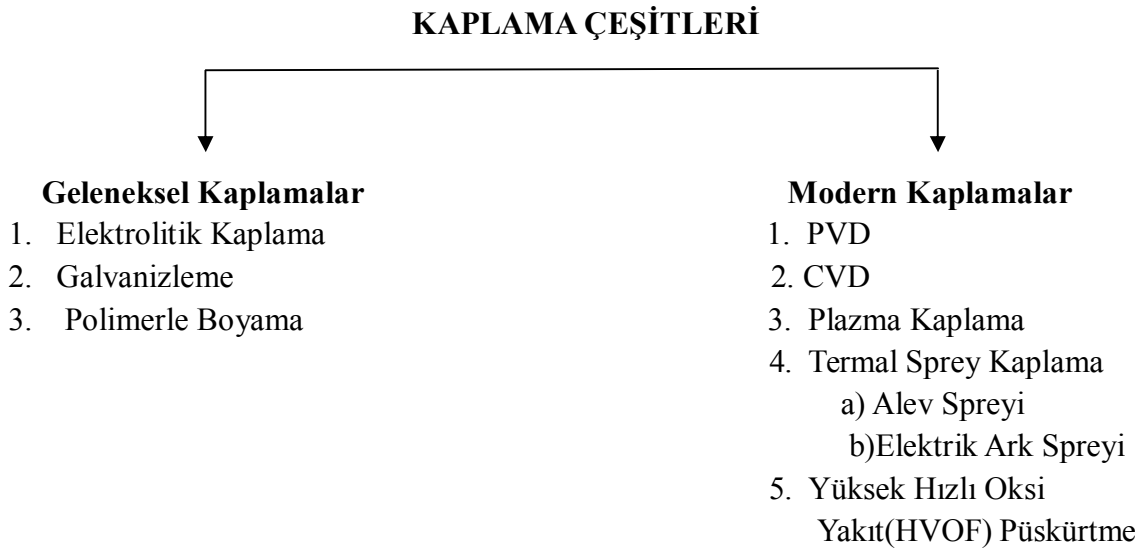 KAPLAMA ÇEŞİTLERİ
Geleneksel Kaplamalar
1. Elektrolitik Kaplama
2. Galvanizleme
3. Polimerle Boyama
Modern Kaplamalar
1. PVD
2. CVD
3. Plazma Kaplama
4. Termal Sprey Kaplama
a) Alev Spreyi
b)Elektrik Ark Spreyi
5. Yüksek Hızlı Oksi
Yakıt(HVOF) Püskürtme